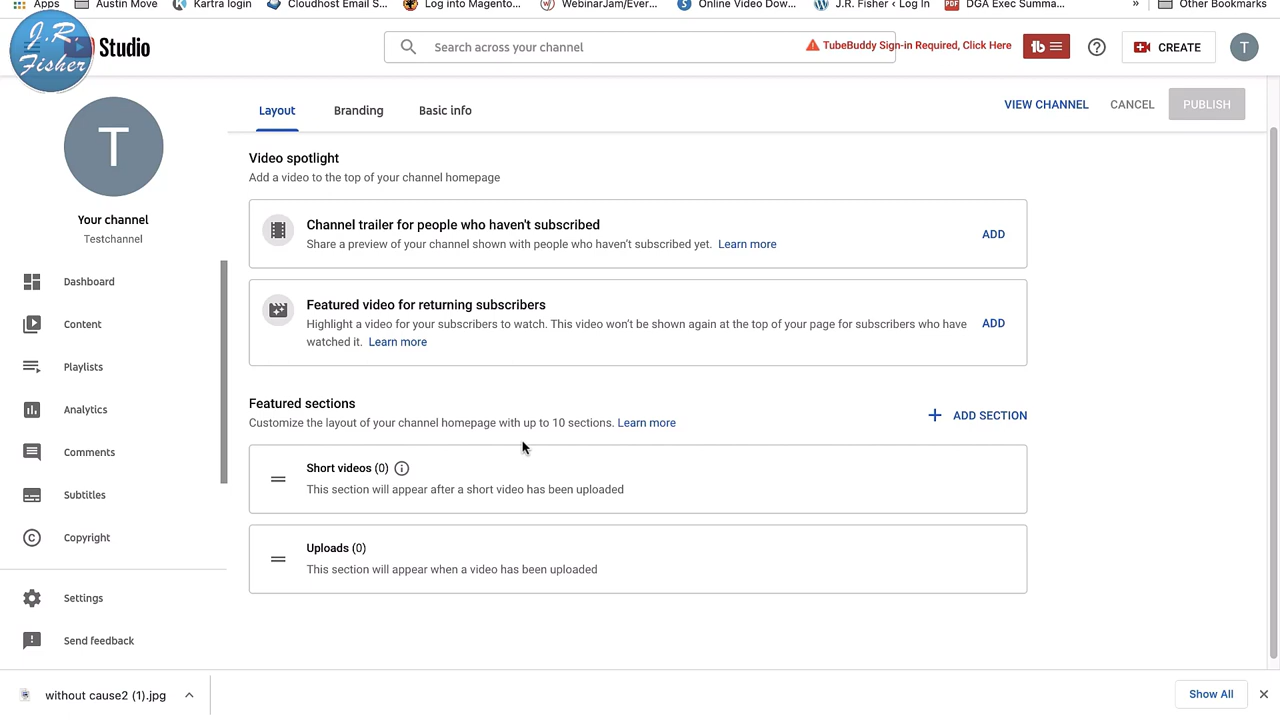 Apps Austin Move Kartra login Cloudhost Email S... Log into Magento... WebinarJam/Ever... Online Video Dow... J.R. Fisher ‹ Log In PDF DGA Exec Summa... » Other Bookmarks
J.R. Fisher
Studio
Search across your channel
TubeBuddy Sign-in Required, Click Here
tb
CREATE
T
T
Your channel
Testchannel
Dashboard
Content
Playlists
Analytics
Comments
Subtitles
Copyright
Settings
Send feedback
Layout Branding Basic info
VIEW CHANNEL CANCEL PUBLISH
Video spotlight
Add a video to the top of your channel homepage
Channel trailer for people who haven't subscribed
Share a preview of your channel shown with people who haven't subscribed yet. Learn more
ADD
Featured video for returning subscribers
Highlight a video for your subscribers to watch. This video won't be shown again at the top of your page for subscribers who have
watched it. Learn more
ADD
Featured sections
Customize the layout of your channel homepage with up to 10 sections. Learn more
+ ADD SECTION
Short videos (0)
This section will appear after a short video has been uploaded
Uploads (0)
This section will appear when a video has been uploaded
without cause2 (1).jpg
Show All